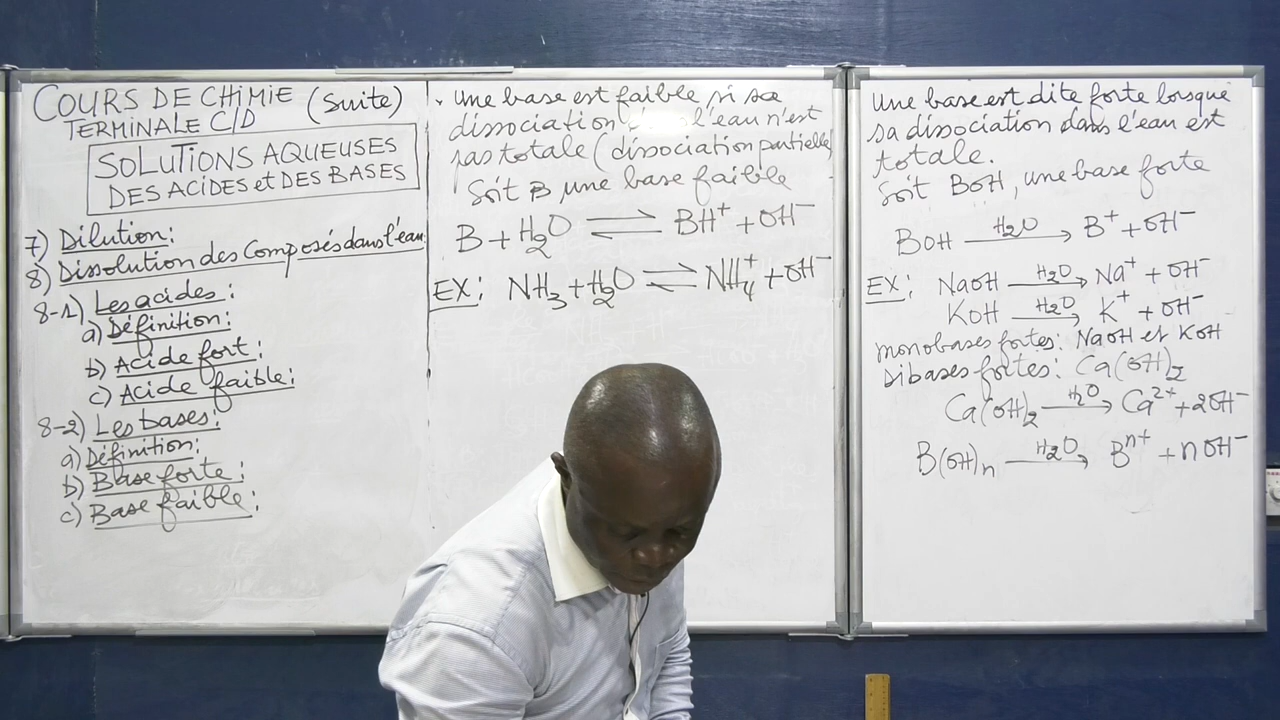 COURS DE CHIMIE (Suite)
TERMINALE C/D
SOLUTIONS AQUEUSES
DES ACIDES et DES BASES
7) Dilution:
8) Dissolution des Composés dans l'eau
8-1) Les acides:
a) Définition:
b) Acide fort:
c) Acide faible:
8-2) Les bases:
a) Définition:
b) Base forte:
c) Base faible:
. Une base est faible, si sa
dissociation l'eau n'est
pas totale (dissociation partielle)
Soit B une base faible
B + H₂O ⇌ BH⁺ + OH⁻
EX: NH₃ + H₂O ⇌ NH₄⁺ + OH⁻
Une base est dite forte lorsque
sa dissociation dans l'eau est
totale.
Soit BOH, une base forte
BOH —H₂O→ B⁺ + OH⁻
EX: NaOH —H₂O→ Na⁺ + OH⁻
KOH —H₂O→ K⁺ + OH⁻
monobases fortes: NaOH et KOH
Dibases fortes: Ca(OH)₂
Ca(OH)₂ —H₂O→ Ca²⁺ + 2OH⁻
B(OH)n —H₂O→ Bⁿ⁺ + nOH⁻